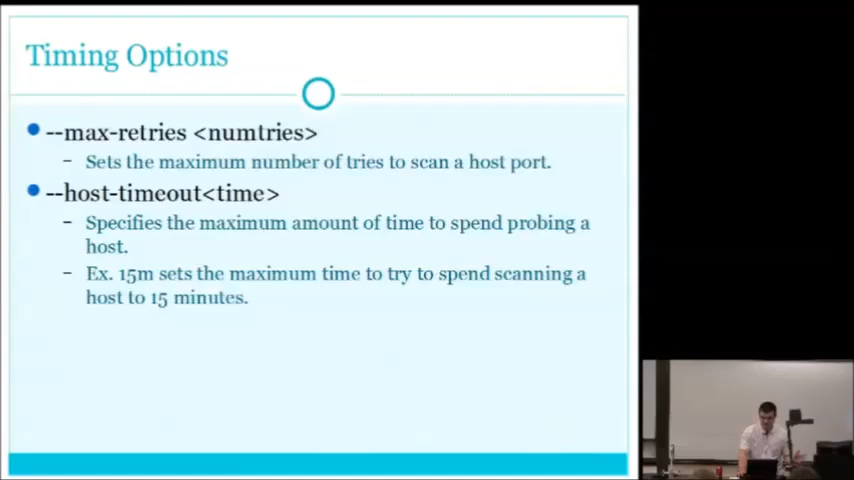 Timing Options
--max-retries <numtries>
– Sets the maximum number of tries to scan a host port.
--host-timeout<time>
– Specifies the maximum amount of time to spend probing a
host.
– Ex. 15m sets the maximum time to try to spend scanning a
host to 15 minutes.